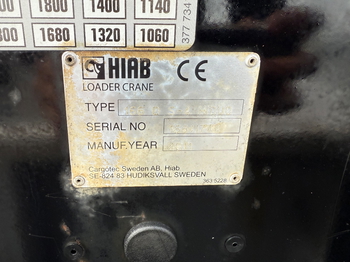 1800 1400 1140
1680 1320 1060
377 734
HIAB CE
LOADER CRANE
TYPE
SERIAL NO
MANUF.YEAR
Cargotec Sweden AB, Hiab
SE-824 83 HUDIKSVALL SWEDEN
363 5228